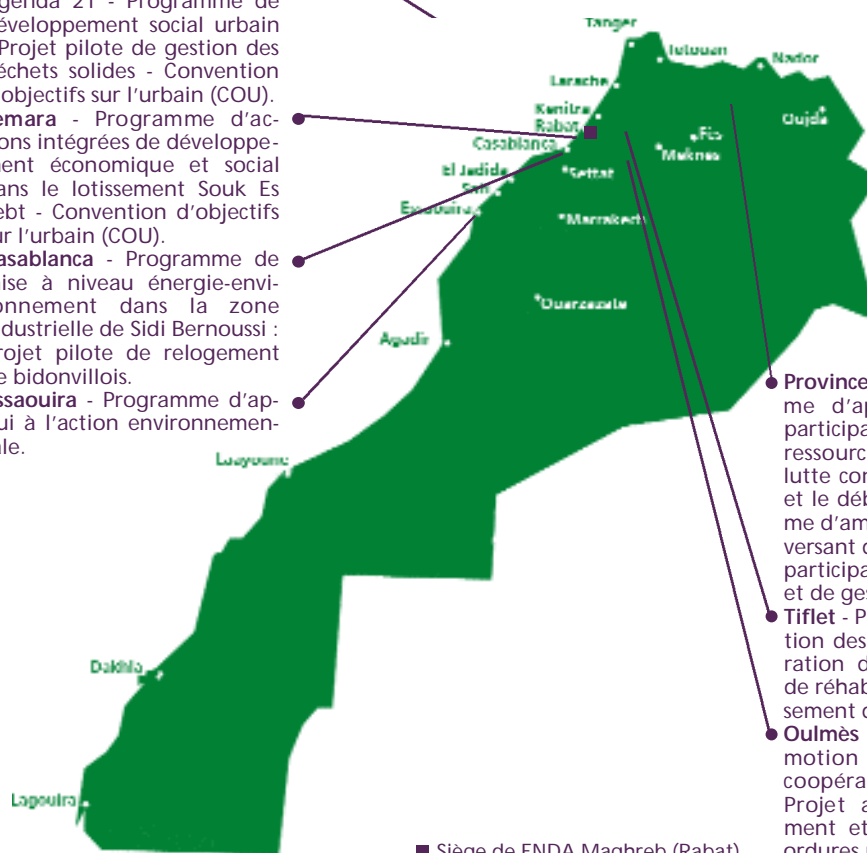 genda 21 - Programme de
éveloppement social urbain
Projet pilote de gestion des
échets solides - Convention
objectifs sur l'urbain (COU).
emara - Programme d'ac-
ons intégrées de développe-
ent économique et social
ans le lotissement Souk Es
ebt - Convention d'objectifs
ur l'urbain (COU).
asablanca - Programme de
ise à niveau énergie-envi-
onnement dans la zone
dustrielle de Sidi Bernoussi :
rojet pilote de relogement
e bidonvillois.
ssaouira - Programme d'ap-
ui à l'action environnemen-
le.
Tanger
Tetouan
Nador
Larache
Kenitra
Rabat
Oujda
Fès
Casablanca
Meknes
El Jadida
Settat
Safi
Essaouira
Marrakech
Ouarzazate
Agadir
Laayoune
Dakhla
Lagouira
Province
me d'ap
participa
ressourc
lutte con
et le déb
me d'am
versant d
participa
et de ges
Tiflet - P
tion des
ration d
de réhab
sement d
Oulmès
motion
coopéra
Projet a
ment et
ordures
Siège de ENDA Maghreb (Rabat)